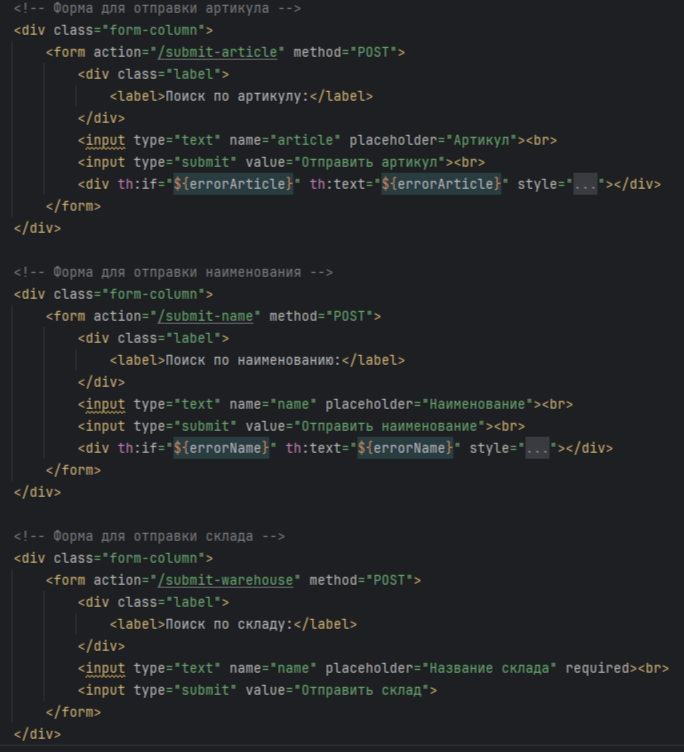 <!-- Форма для отправки артикула -->
<div class="form-column">
<form action="/submit-article" method="POST">
<div class="label">
<label>Поиск по артикулу:</label>
</div>
<input type="text" name="article" placeholder="Артикул"><br>
<input type="submit" value="Отправить артикул"><br>
<div th:if="${errorArticle}" th:text="${errorArticle}" style="..."></div>
</form>
</div>
<!-- Форма для отправки наименования -->
<div class="form-column">
<form action="/submit-name" method="POST">
<div class="label">
<label>Поиск по наименованию:</label>
</div>
<input type="text" name="name" placeholder="Наименование"><br>
<input type="submit" value="Отправить наименование"><br>
<div th:if="${errorName}" th:text="${errorName}" style="..."></div>
</form>
</div>
<!-- Форма для отправки склада -->
<div class="form-column">
<form action="/submit-warehouse" method="POST">
<div class="label">
<label>Поиск по складу:</label>
</div>
<input type="text" name="name" placeholder="Название склада" required><br>
<input type="submit" value="Отправить склад">
</form>
</div>